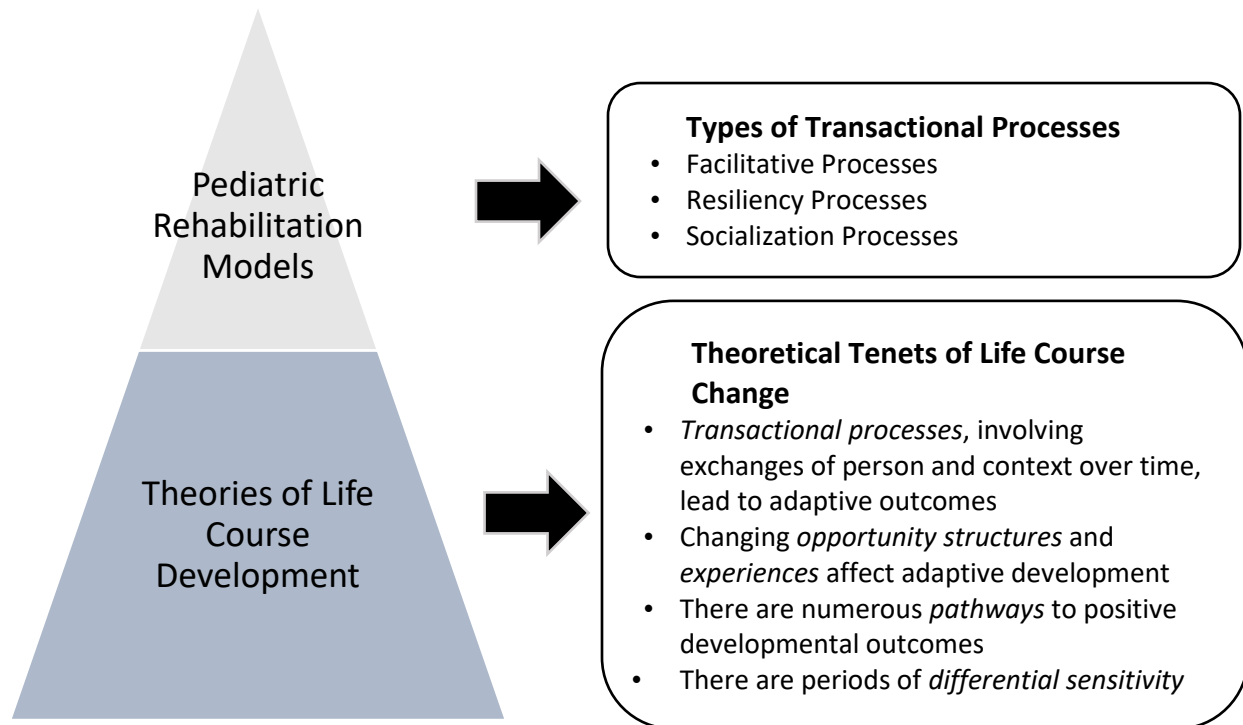 Pediatric
Rehabilitation
Models
Types of Transactional Processes
• Facilitative Processes
• Resiliency Processes
• Socialization Processes
Theories of Life
Course
Development
Theoretical Tenets of Life Course
Change
• Transactional processes, involving
exchanges of person and context over time,
lead to adaptive outcomes
• Changing opportunity structures and
experiences affect adaptive development
• There are numerous pathways to positive
developmental outcomes
• There are periods of differential sensitivity